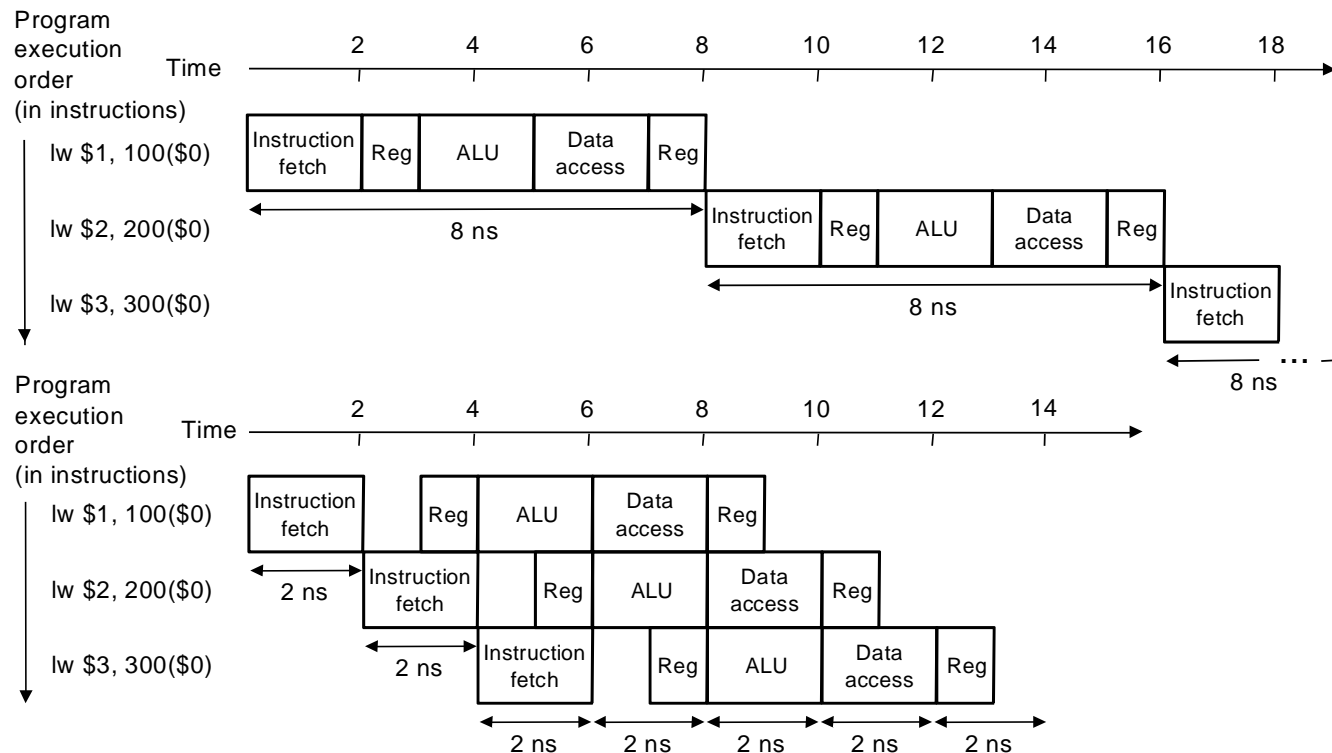 Program
execution
order
(in instructions)
Time
2 4 6 8 10 12 14 16 18
lw $1, 100($0)
Instruction
fetch
Reg
ALU
Data
access
Reg
8 ns
lw $2, 200($0)
Instruction
fetch
Reg
ALU
Data
access
Reg
8 ns
lw $3, 300($0)
Instruction
fetch
...
8 ns
Program
execution
order
(in instructions)
Time
2 4 6 8 10 12 14
lw $1, 100($0)
Instruction
fetch
Reg
ALU
Data
access
Reg
2 ns
lw $2, 200($0)
Instruction
fetch
Reg
ALU
Data
access
Reg
2 ns
lw $3, 300($0)
Instruction
fetch
Reg
ALU
Data
access
Reg
2 ns 2 ns 2 ns 2 ns 2 ns